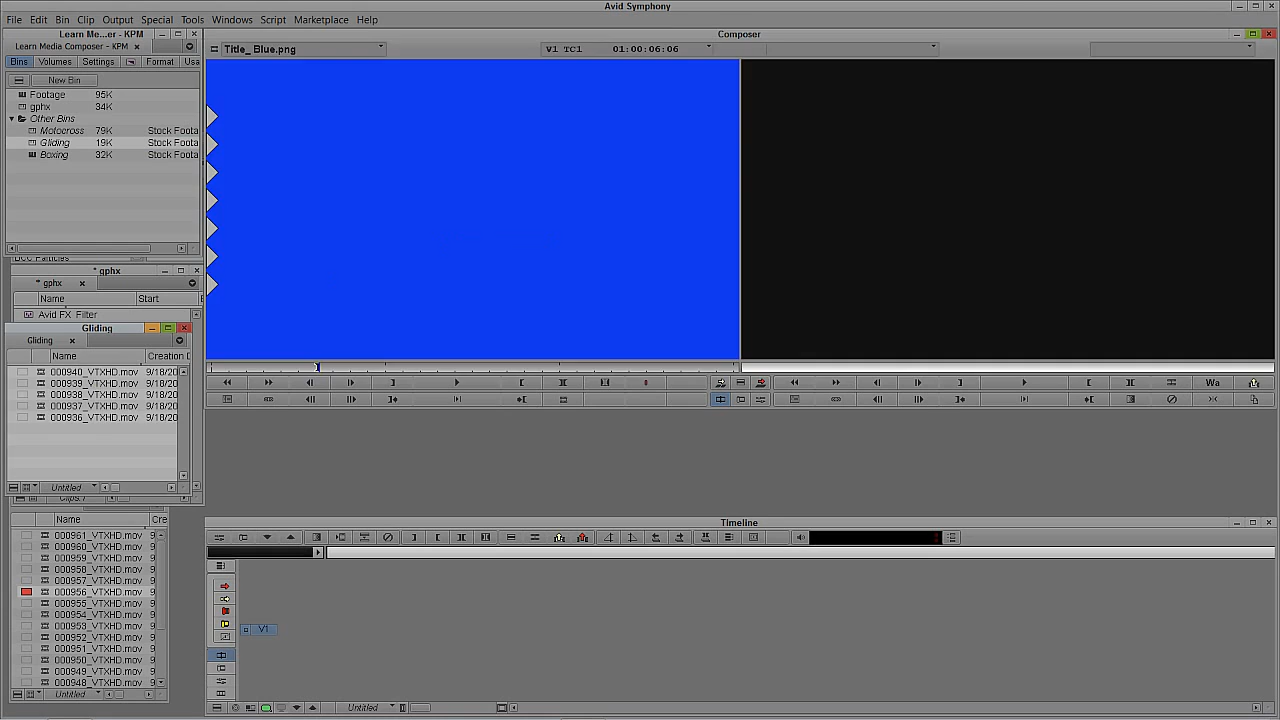 Avid Symphony
File Edit Bin Clip Output Special Tools Windows Script Marketplace Help
Learn Me...er - KPM
Learn Media Composer - KPM
Bins Volumes Settings Format Usa
New Bin
Footage 95K
gphx 34K
Other Bins
Motocross 79K Stock Foota
Gliding 19K Stock Foota
Boxing 32K Stock Foota
* gphx
* gphx
Name Start
Avid FX Filter
Gliding
Gliding
Name Creation D
000940_VTXHD.mov 9/18/20
000939_VTXHD.mov 9/18/20
000938_VTXHD.mov 9/18/20
000937_VTXHD.mov 9/18/20
000936_VTXHD.mov 9/18/20
Untitled
Clips.1
Name Cre
000961_VTXHD.mov 9
000960_VTXHD.mov 9
000959_VTXHD.mov 9
000958_VTXHD.mov 9
000957_VTXHD.mov 9
000956_VTXHD.mov 9
000955_VTXHD.mov 9
000954_VTXHD.mov 9
000953_VTXHD.mov 9
000952_VTXHD.mov 9
000951_VTXHD.mov 9
000950_VTXHD.mov 9
000949_VTXHD.mov 9
000948_VTXHD.mov 9
Untitled
Composer
Title_ Blue.png V1 TC1 01:00:06:06
Wa
Timeline
V1
Untitled